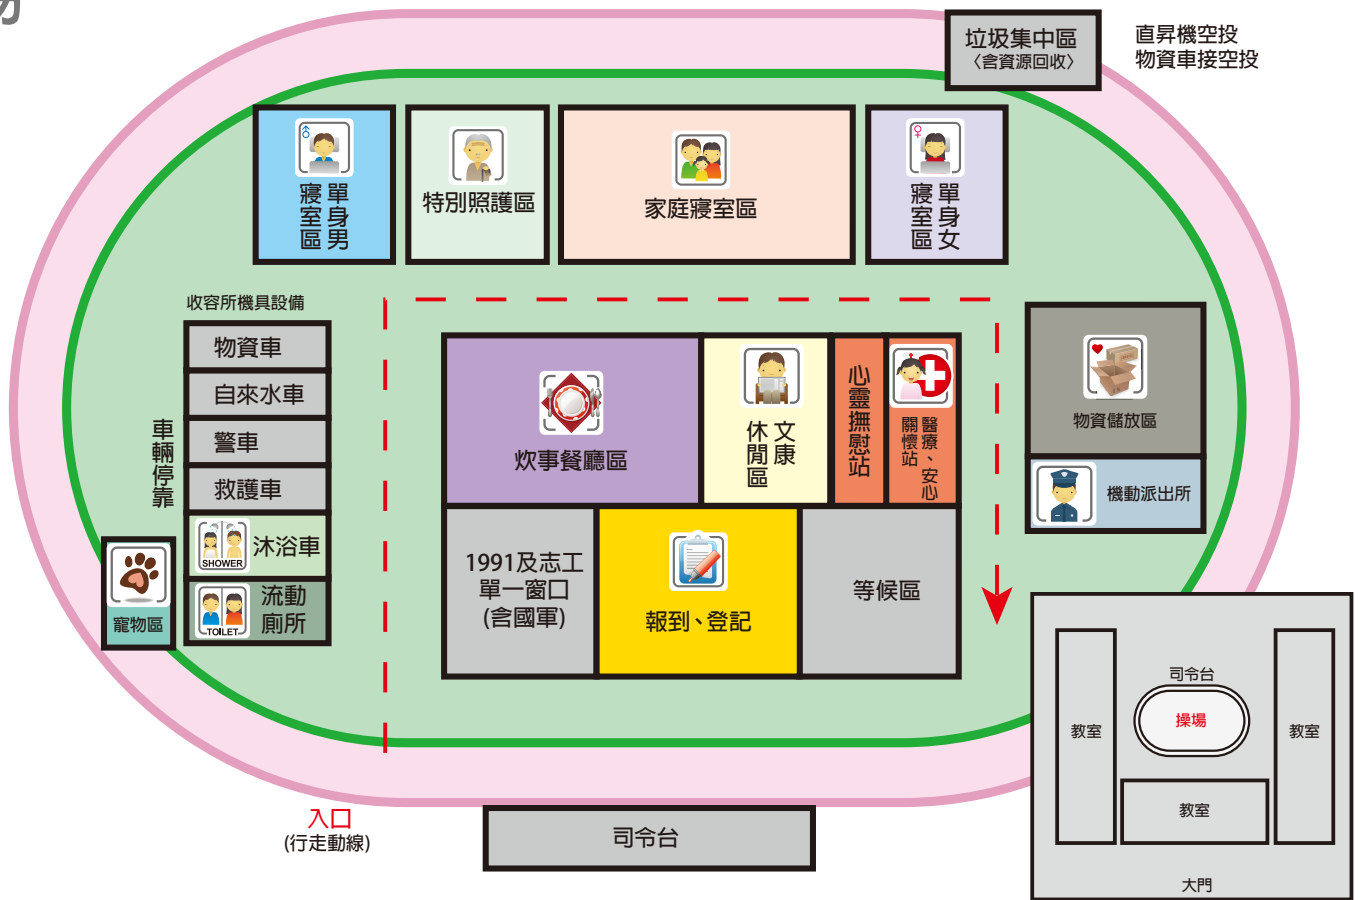 垃圾集中區
〈含資源回收〉
直昇機空投
物資車接空投
單身男
寢室區
特別照護區
家庭寢室區
單身女
寢室區
收容所機具設備
物資車
自來水車
警車
救護車
SHOWER
沐浴車
TOILET
流動
廁所
車輛停靠
寵物區
炊事餐廳區
文康
休閒區
心靈撫慰站
醫療、安心
關懷站
1991及志工
單一窗口
(含國軍)
報到、登記
等候區
物資儲放區
機動派出所
入口
(行走動線)
司令台
司令台
操場
教室
教室
教室
大門